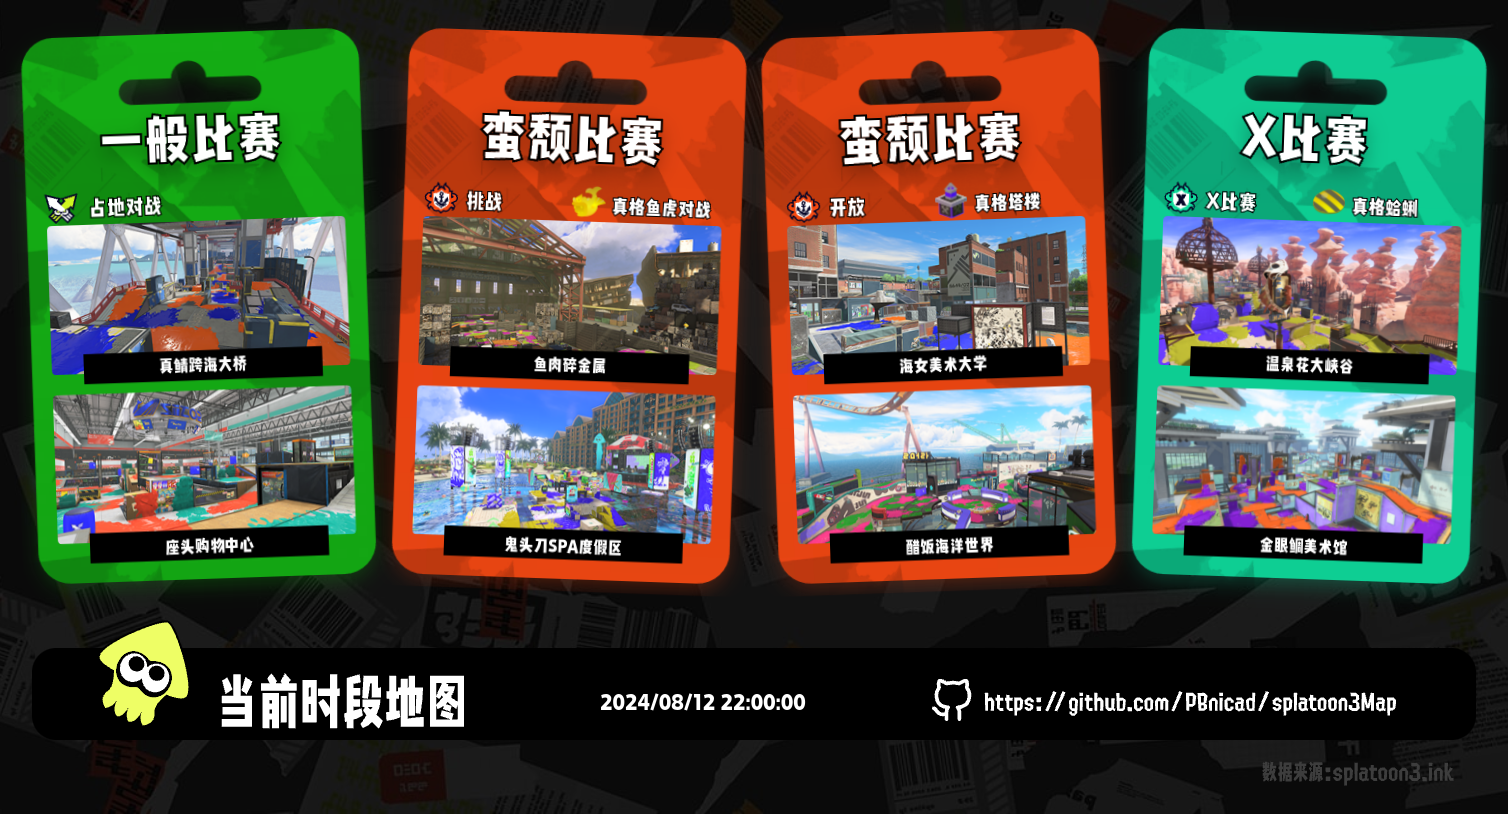 一般比赛
占地对战
真鲭跨海大桥
座头购物中心
蛮颓比赛
挑战
真格鱼虎对战
鱼肉碎金属
鬼头刀SPA度假区
蛮颓比赛
开放
真格塔楼
海女美术大学
醋饭海洋世界
X比赛
X比赛
真格蛤蜊
温泉花大峡谷
金眼鲷美术馆
当前时段地图
2024/08/12 22:00:00
https://github.com/PBnicad/splatoon3Map
数据来源:splatoon3.ink